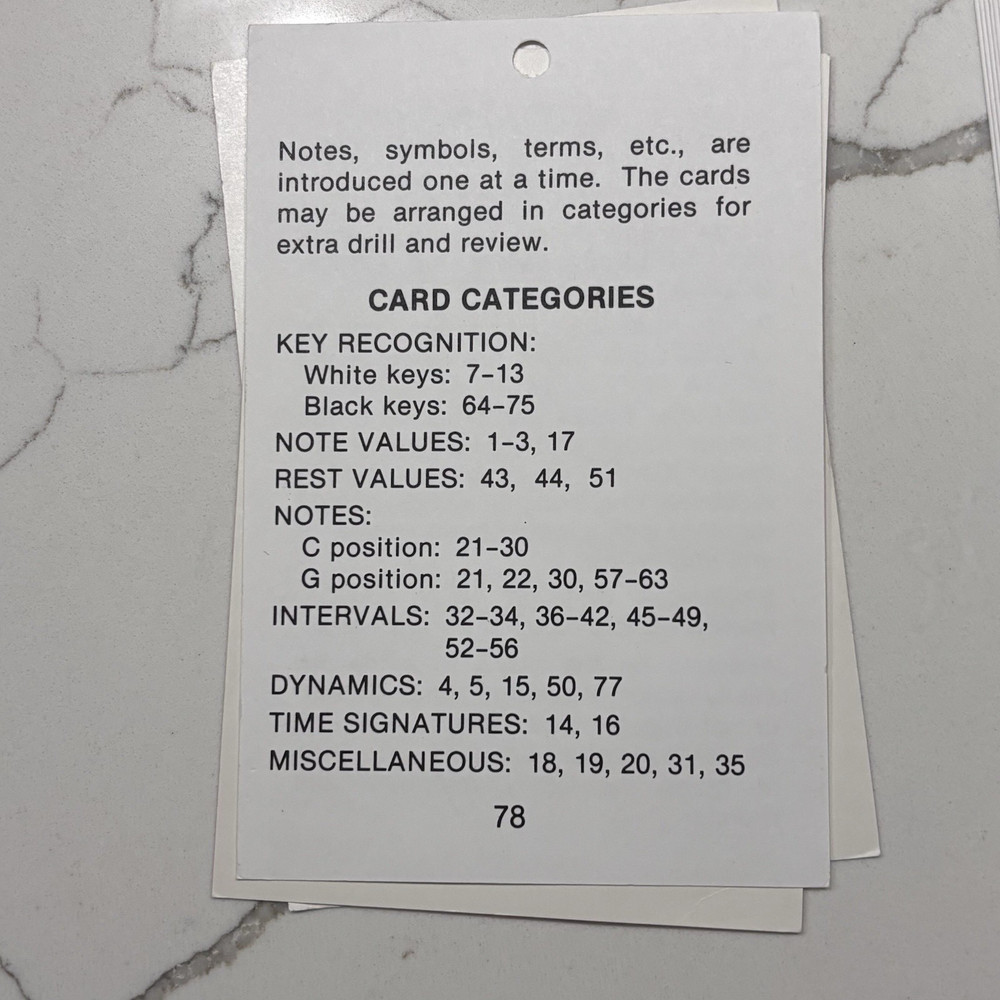 Notes, symbols, terms, etc., are
introduced one at a time. The cards
may be arranged in categories for
extra drill and review.
CARD CATEGORIES
KEY RECOGNITION:
White keys: 7–13
Black keys: 64–75
NOTE VALUES: 1–3, 17
REST VALUES: 43, 44, 51
NOTES:
C position: 21–30
G position: 21, 22, 30, 57–63
INTERVALS: 32–34, 36–42, 45–49,
52–56
DYNAMICS: 4, 5, 15, 50, 77
TIME SIGNATURES: 14, 16
MISCELLANEOUS: 18, 19, 20, 31, 35
78